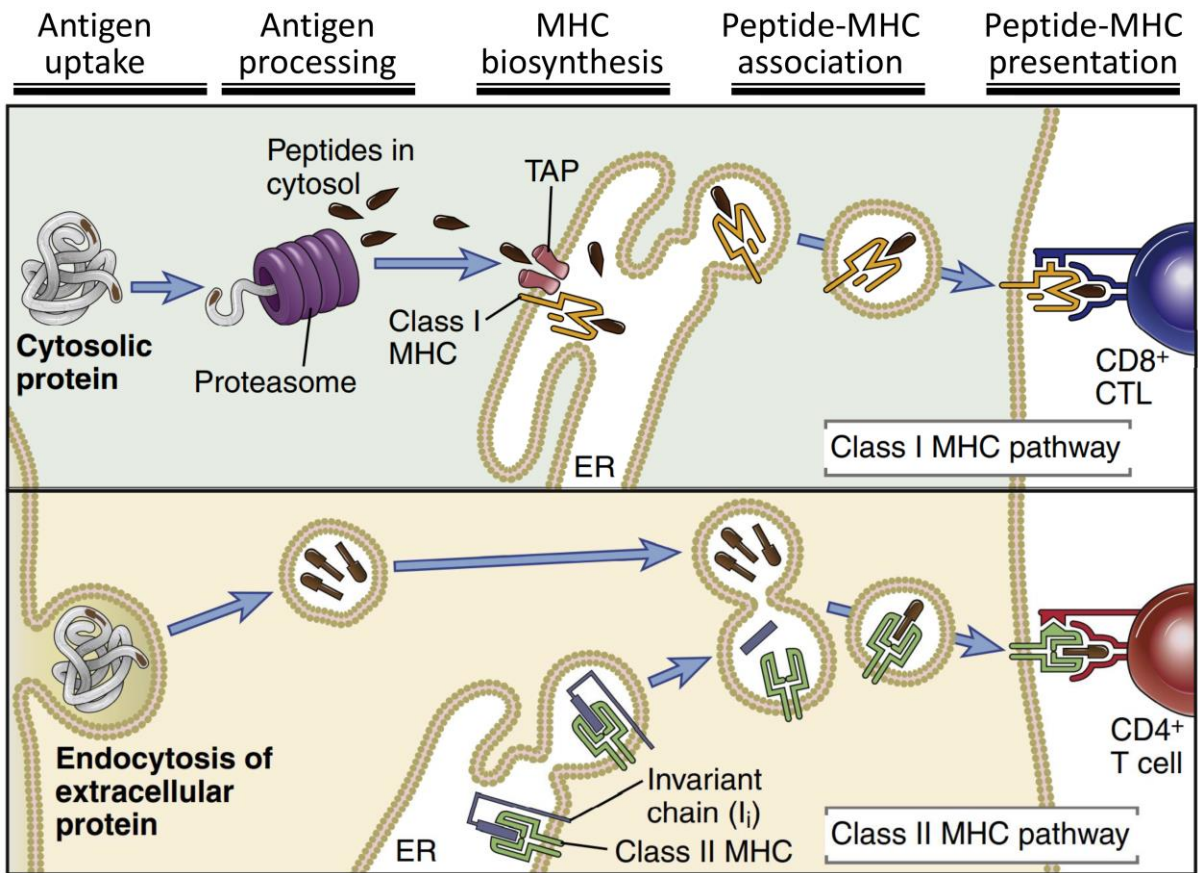 Antigen
uptake
Antigen
processing
MHC
biosynthesis
Peptide-MHC
association
Peptide-MHC
presentation
Peptides in
cytosol
TAP
Cytosolic
protein
Proteasome
Class I
MHC
ER
CD8+
CTL
Class I MHC pathway
Endocytosis of
extracellular
protein
ER
Invariant
chain (Ii)
Class II MHC
CD4+
T cell
Class II MHC pathway